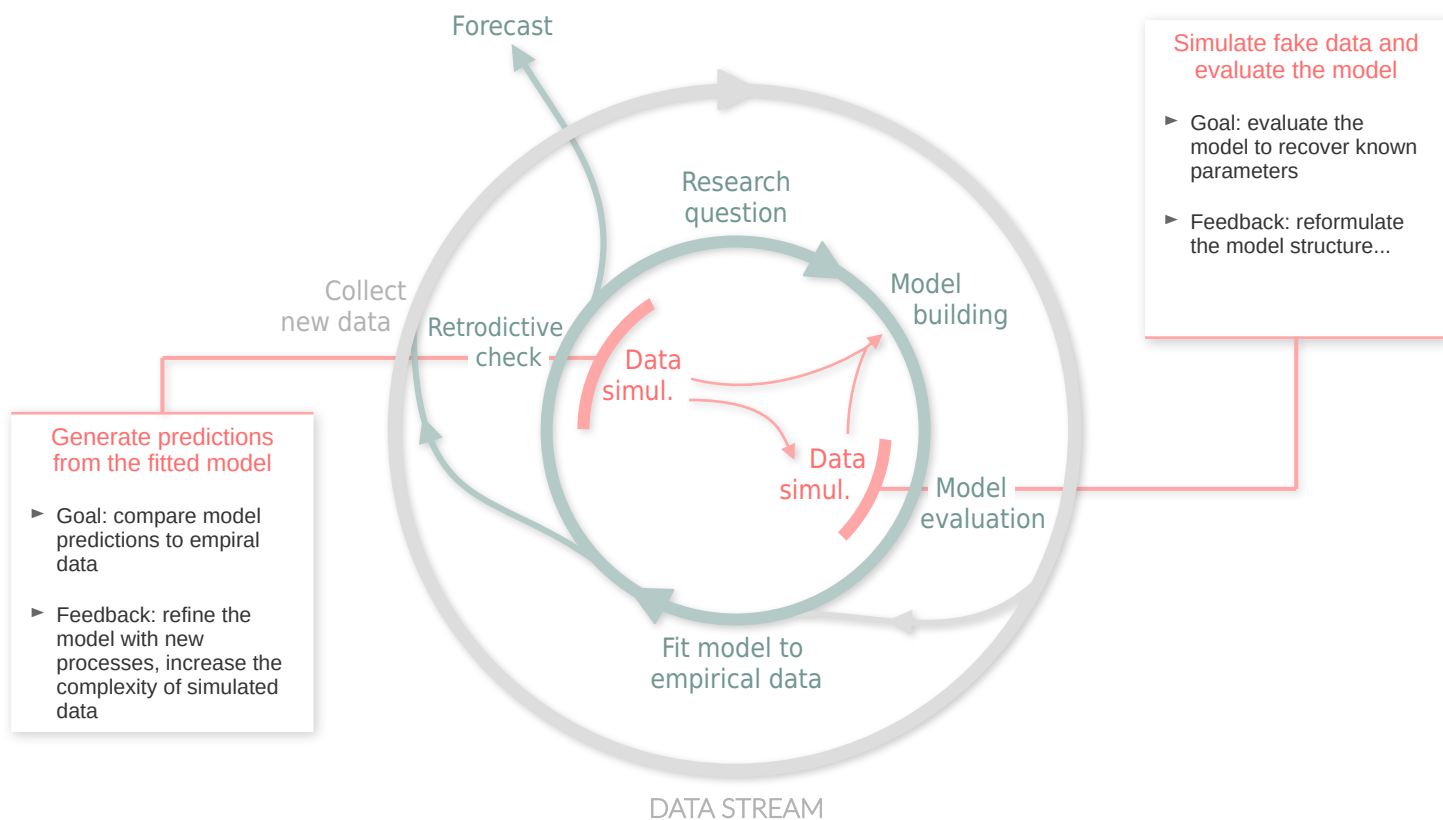 Forecast
Simulate fake data and
evaluate the model
► Goal: evaluate the
model to recover known
parameters
► Feedback: reformulate
the model structure...
Research
question
Model
building
Collect
new data
Retrodictive
check
Data
simul.
Data
simul.
Model
evaluation
Generate predictions
from the fitted model
► Goal: compare model
predictions to empiral
data
► Feedback: refine the
model with new
processes, increase the
complexity of simulated
data
Fit model to
empirical data
DATA STREAM